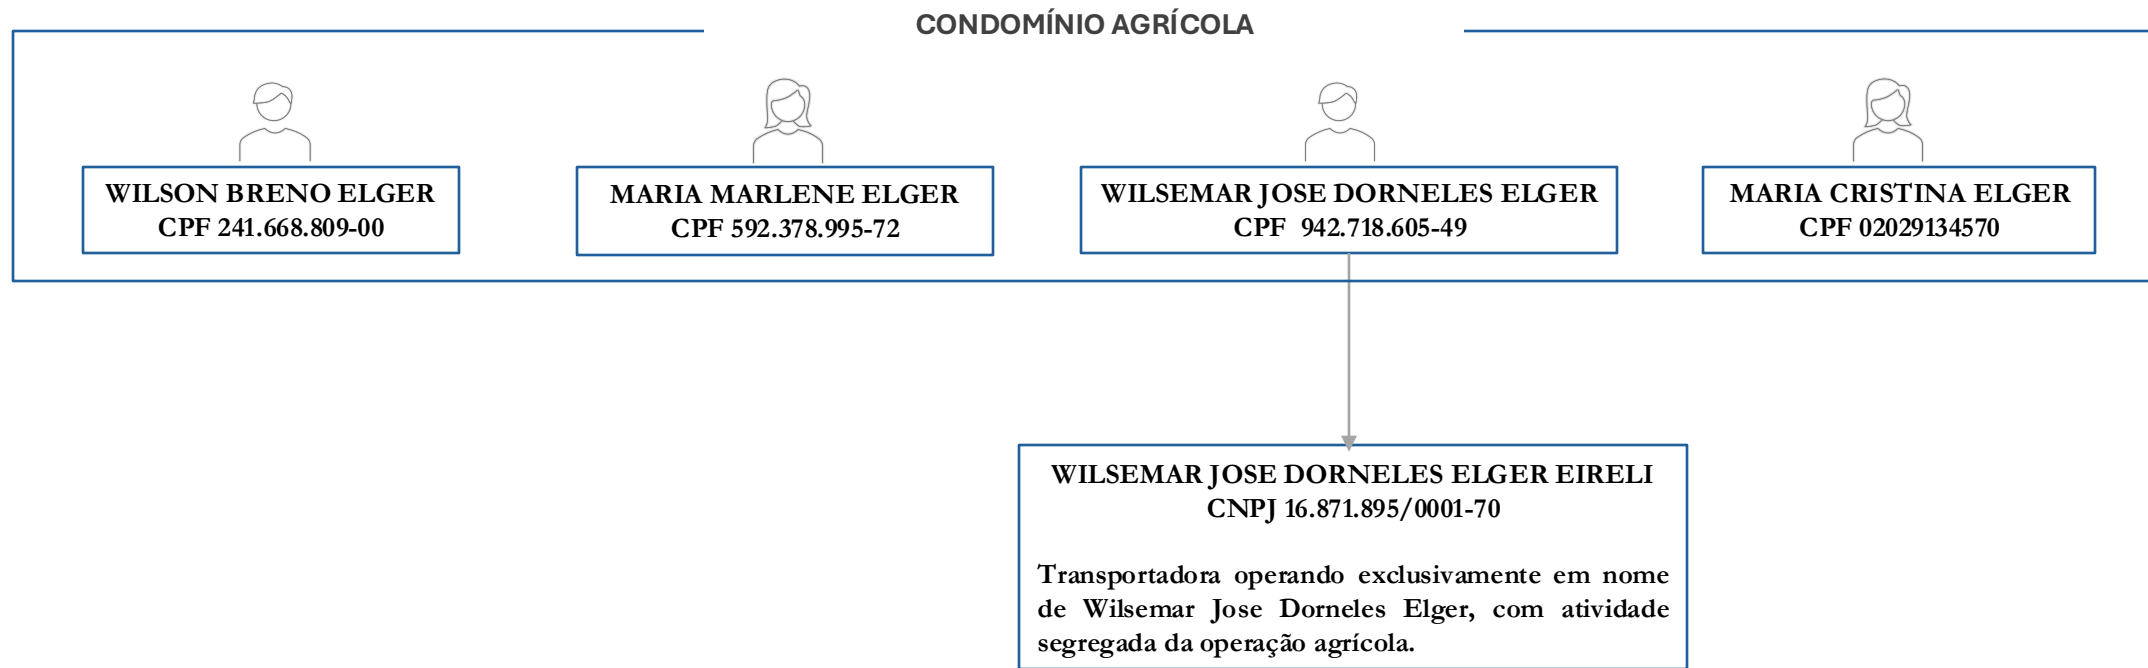 CONDOMÍNIO AGRÍCOLA
WILSON BRENO ELGER
CPF 241.668.809-00
MARIA MARLENE ELGER
CPF 592.378.995-72
WILSEMAR JOSE DORNELES ELGER
CPF 942.718.605-49
MARIA CRISTINA ELGER
CPF 02029134570
WILSEMAR JOSE DORNELES ELGER EIRELI
CNPJ 16.871.895/0001-70
Transportadora operando exclusivamente em nome
de Wilsemar Jose Dorneles Elger, com atividade
segregada da operação agrícola.